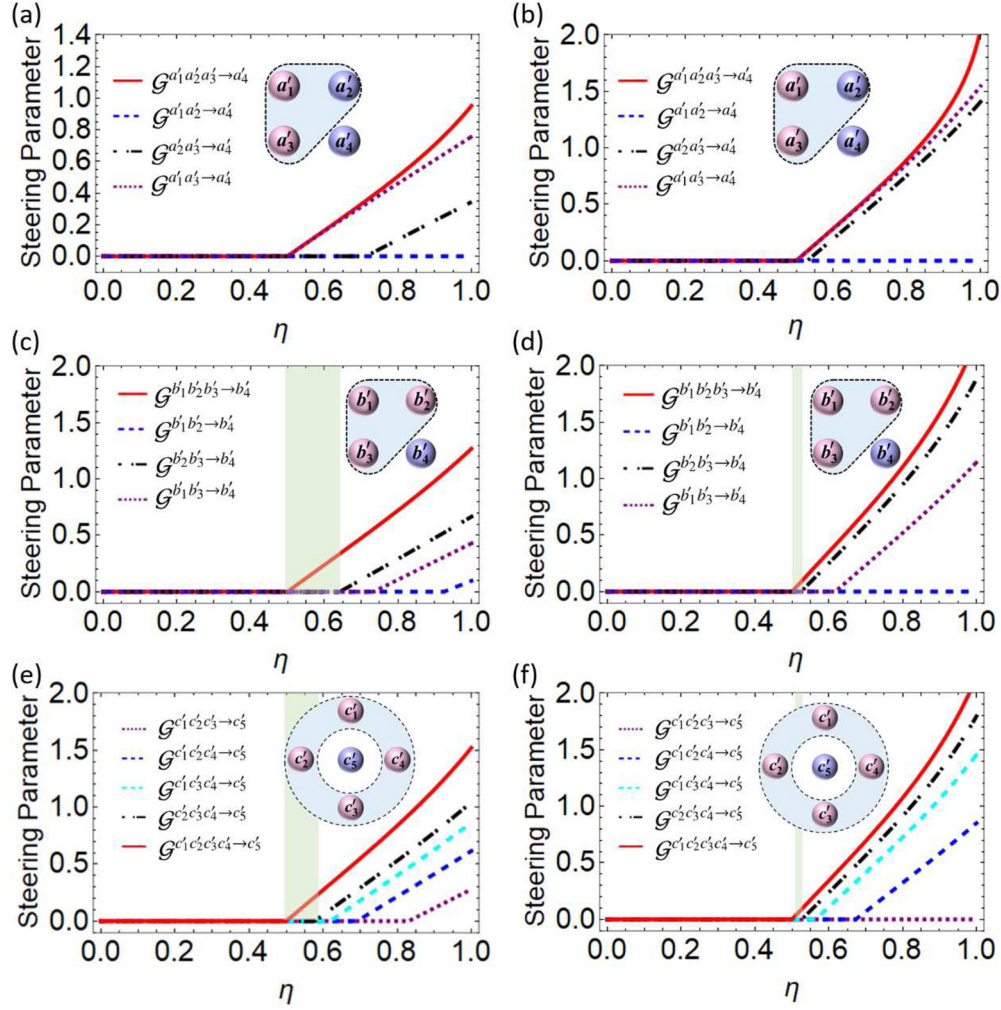 (a)
Steering Parameter
1.4
1.2
1.0
0.8
0.6
0.4
0.2
0.0
𝒢^{a′₁a′₂a′₃→a′₄}
𝒢^{a′₁a′₂→a′₄}
𝒢^{a′₂a′₃→a′₄}
𝒢^{a′₁a′₃→a′₄}
a′₁ a′₂
a′₃ a′₄
0.0 0.2 0.4 0.6 0.8 1.0
η
(b)
Steering Parameter
2.0
1.5
1.0
0.5
0.0
𝒢^{a′₁a′₂a′₃→a′₄}
𝒢^{a′₁a′₂→a′₄}
𝒢^{a′₂a′₃→a′₄}
𝒢^{a′₁a′₃→a′₄}
a′₁ a′₂
a′₃ a′₄
0.0 0.2 0.4 0.6 0.8 1.0
η
(c)
Steering Parameter
2.0
1.5
1.0
0.5
0.0
𝒢^{b′₁b′₂b′₃→b′₄}
𝒢^{b′₁b′₂→b′₄}
𝒢^{b′₂b′₃→b′₄}
𝒢^{b′₁b′₃→b′₄}
b′₁ b′₂
b′₃ b′₄
0.0 0.2 0.4 0.6 0.8 1.0
η
(d)
Steering Parameter
2.0
1.5
1.0
0.5
0.0
𝒢^{b′₁b′₂b′₃→b′₄}
𝒢^{b′₁b′₂→b′₄}
𝒢^{b′₂b′₃→b′₄}
𝒢^{b′₁b′₃→b′₄}
b′₁ b′₂
b′₃ b′₄
0.0 0.2 0.4 0.6 0.8 1.0
η
(e)
Steering Parameter
2.0
1.5
1.0
0.5
0.0
𝒢^{c′₁c′₂c′₃→c′₅}
𝒢^{c′₁c′₂c′₄→c′₅}
𝒢^{c′₁c′₃c′₄→c′₅}
𝒢^{c′₂c′₃c′₄→c′₅}
𝒢^{c′₁c′₂c′₃c′₄→c′₅}
c′₁
c′₂ c′₅ c′₄
c′₃
0.0 0.2 0.4 0.6 0.8 1.0
η
(f)
Steering Parameter
2.0
1.5
1.0
0.5
0.0
𝒢^{c′₁c′₂c′₃→c′₅}
𝒢^{c′₁c′₂c′₄→c′₅}
𝒢^{c′₁c′₃c′₄→c′₅}
𝒢^{c′₂c′₃c′₄→c′₅}
𝒢^{c′₁c′₂c′₃c′₄→c′₅}
c′₁
c′₂ c′₅ c′₄
c′₃
0.0 0.2 0.4 0.6 0.8 1.0
η